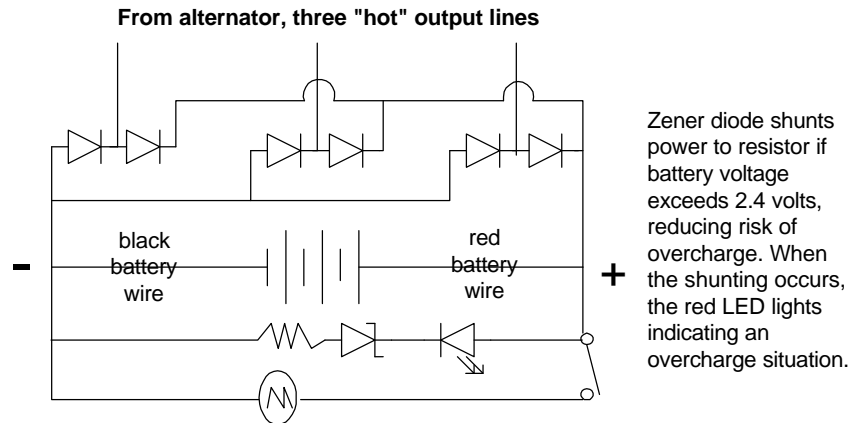 From alternator, three "hot" output lines
Zener diode shunts
power to resistor if
battery voltage
exceeds 2.4 volts,
reducing risk of
overcharge. When
the shunting occurs,
the red LED lights
indicating an
overcharge situation.
black
battery
wire
red
battery
wire
-
+